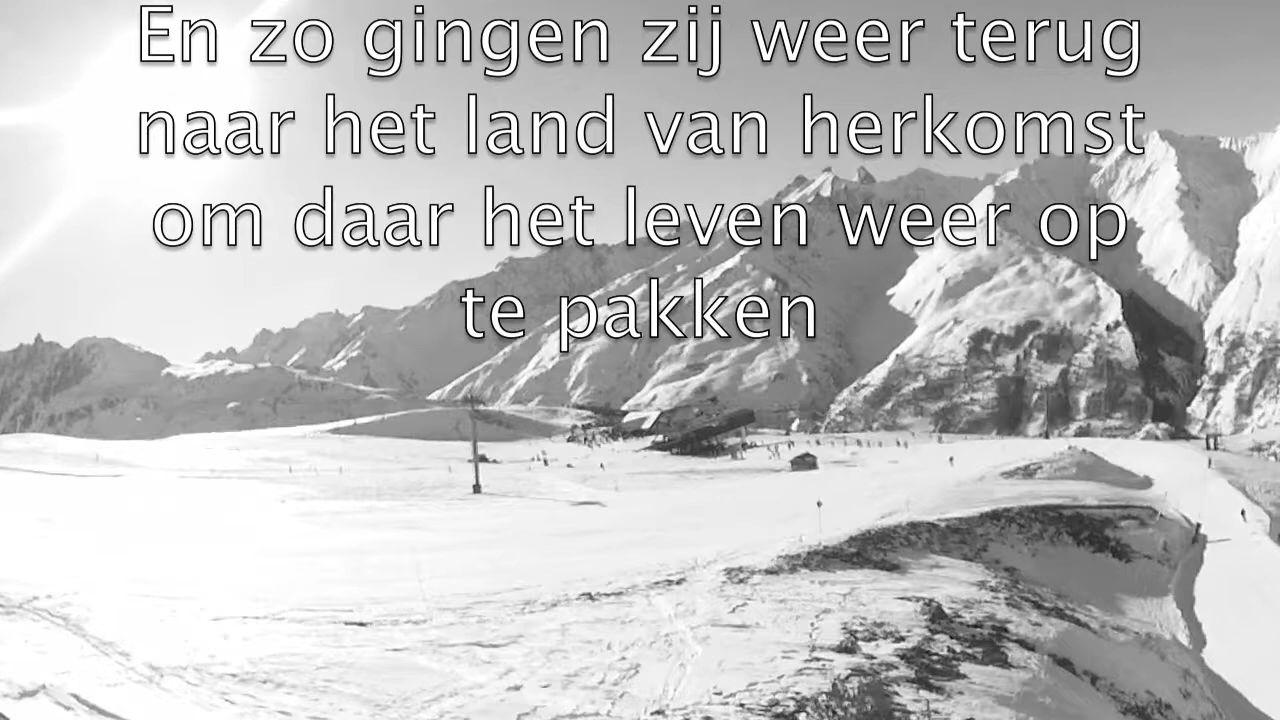 En zo gingen zij weer terug
naar het land van herkomst
om daar het leven weer op
te pakken